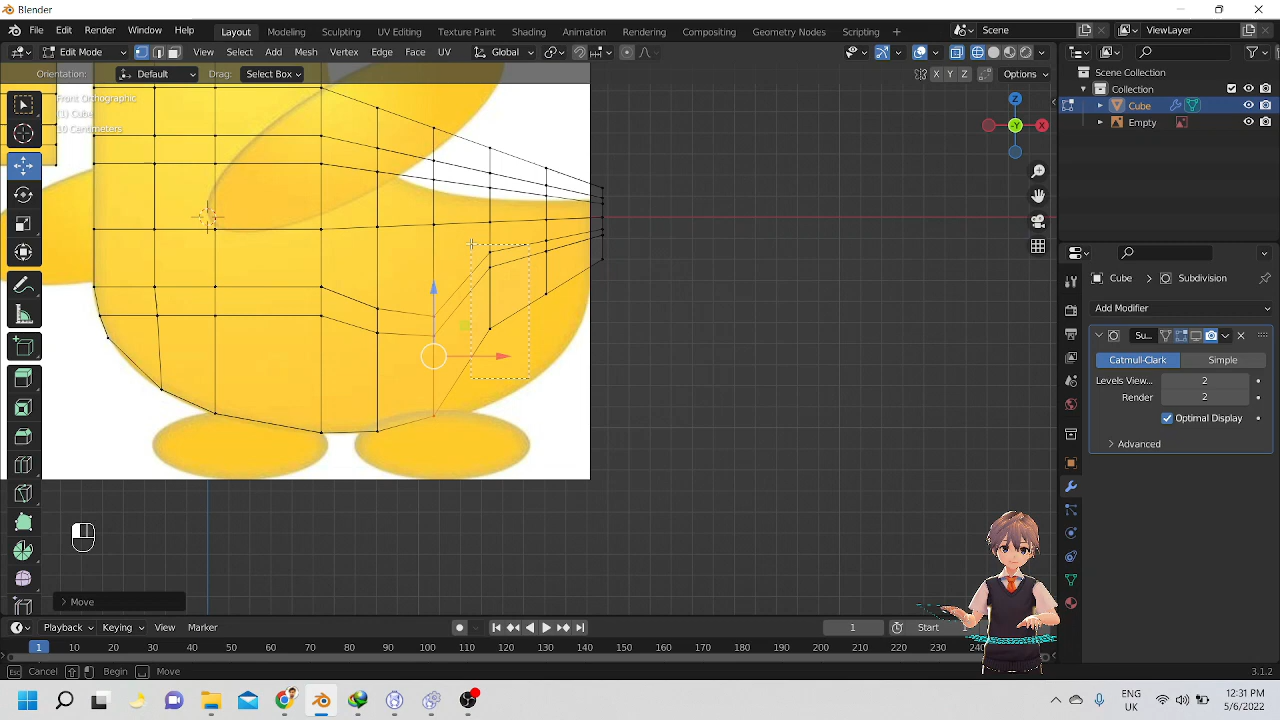 Blender
File Edit Render Window Help Layout Modeling Sculpting UV Editing Texture Paint Shading Animation Rendering Compositing Geometry Nodes Scripting Scene ViewLayer
Edit Mode View Select Add Mesh Vertex Edge Face UV Global
Orientation: Default Drag: Select Box X Y Z Options
Front Orthographic
(1) Cube
10 Centimeters
Z
X
-Y
Scene Collection
Collection
Cube
Empty
Cube Subdivision
Add Modifier
Su...
Catmull-Clark Simple
Levels View... 2
Render 2
Optimal Display
Advanced
Move
Playback Keying View Marker 1 Start
1 10 20 30 40 50 60 70 80 90 100 110 120 130 140 150 160 170 180 190 200 210 220 230 240
Esc Cancel Begin Move 3.1.2
ENG
UK
12:31 PM
5/6/2022